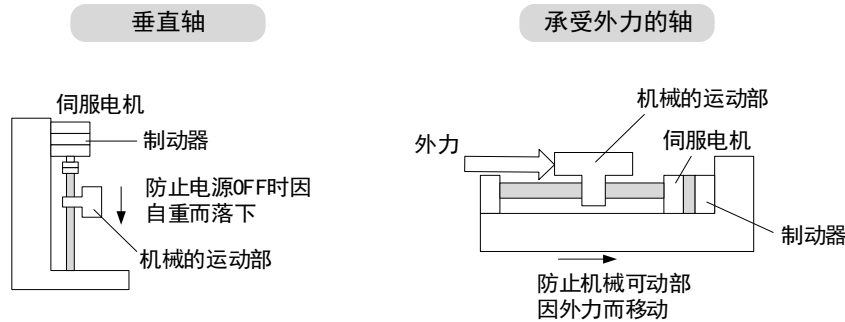 垂直轴
伺服电机
制动器
防止电源OFF时因
自重而落下
机械的运动部
承受外力的轴
机械的运动部
外力
伺服电机
制动器
防止机械可动部
因外力而移动